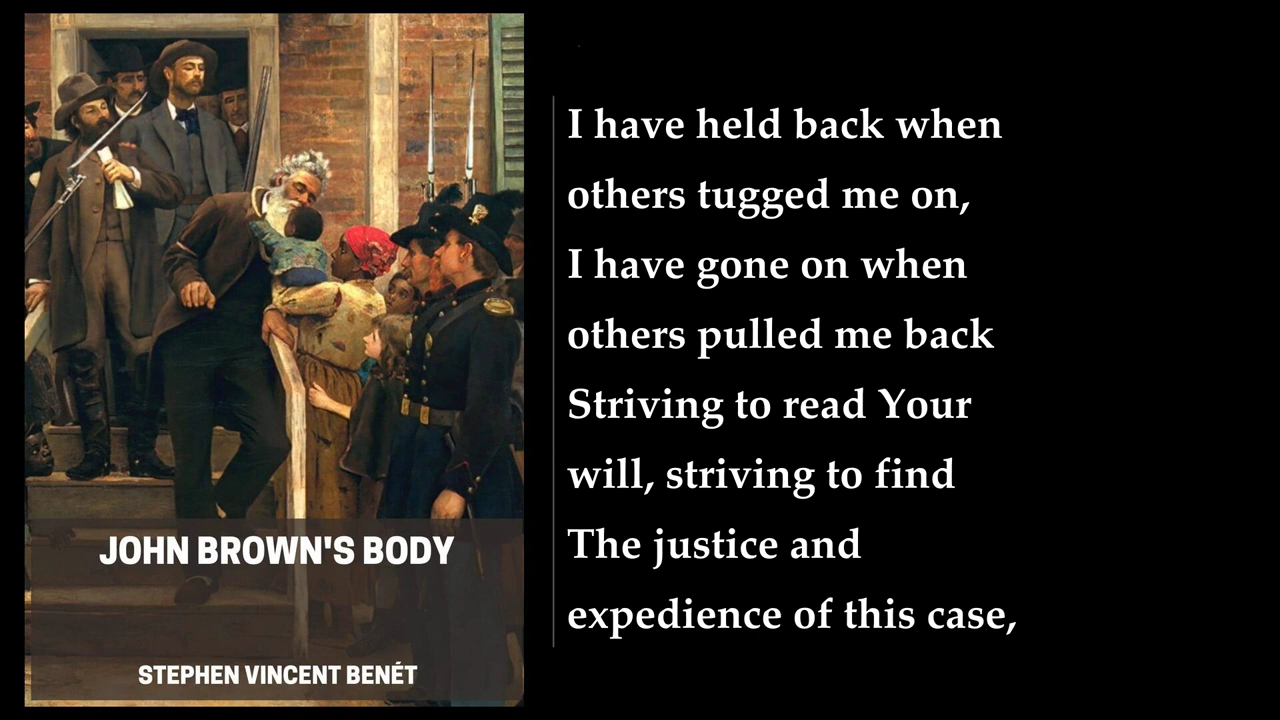 JOHN BROWN'S BODY
STEPHEN VINCENT BENÉT
I have held back when
others tugged me on,
I have gone on when
others pulled me back
Striving to read Your
will, striving to find
The justice and
expedience of this case,